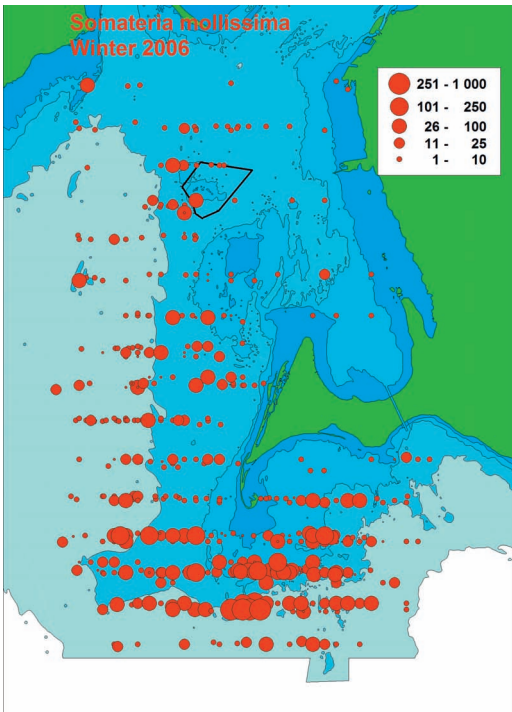 Somateria mollissima
Winter 2006
251 - 1 000
101 - 250
26 - 100
11 - 25
1 - 10